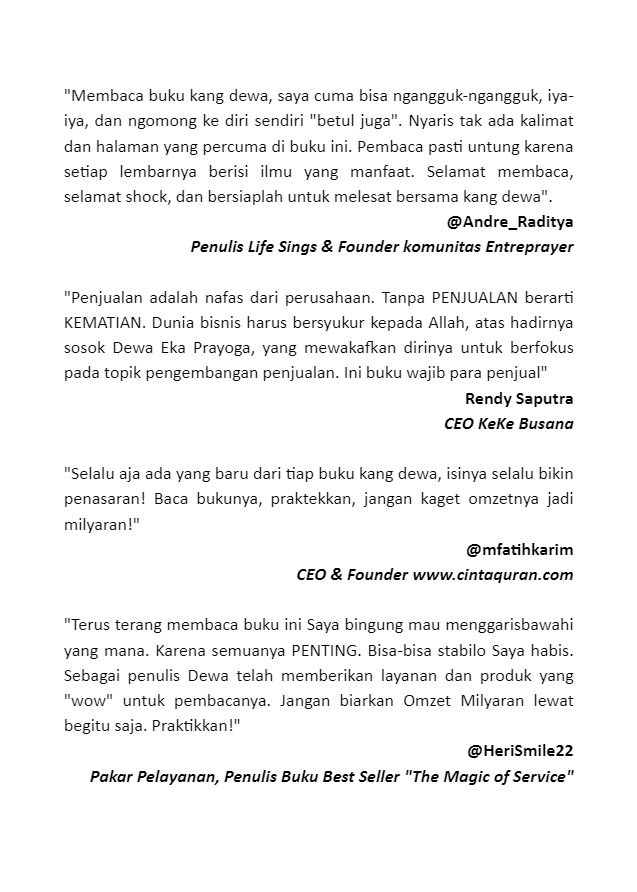 "Membaca buku kang dewa, saya cuma bisa ngangguk-ngangguk, iya-
iya, dan ngomong ke diri sendiri "betul juga". Nyaris tak ada kalimat
dan halaman yang percuma di buku ini. Pembaca pasti untung karena
setiap lembarnya berisi ilmu yang manfaat. Selamat membaca,
selamat shock, dan bersiaplah untuk melesat bersama kang dewa".
@Andre_Raditya
Penulis Life Sings & Founder komunitas Entreprayer
"Penjualan adalah nafas dari perusahaan. Tanpa PENJUALAN berarti
KEMATIAN. Dunia bisnis harus bersyukur kepada Allah, atas hadirnya
sosok Dewa Eka Prayoga, yang mewakafkan dirinya untuk berfokus
pada topik pengembangan penjualan. Ini buku wajib para penjual"
Rendy Saputra
CEO KeKe Busana
"Selalu aja ada yang baru dari tiap buku kang dewa, isinya selalu bikin
penasaran! Baca bukunya, praktekkan, jangan kaget omzetnya jadi
milyaran!"
@mfatihkarim
CEO & Founder www.cintaquran.com
"Terus terang membaca buku ini Saya bingung mau menggarisbawahi
yang mana. Karena semuanya PENTING. Bisa-bisa stabilo Saya habis.
Sebagai penulis Dewa telah memberikan layanan dan produk yang
"wow" untuk pembacanya. Jangan biarkan Omzet Milyaran lewat
begitu saja. Praktikkan!"
@HeriSmile22
Pakar Pelayanan, Penulis Buku Best Seller "The Magic of Service"